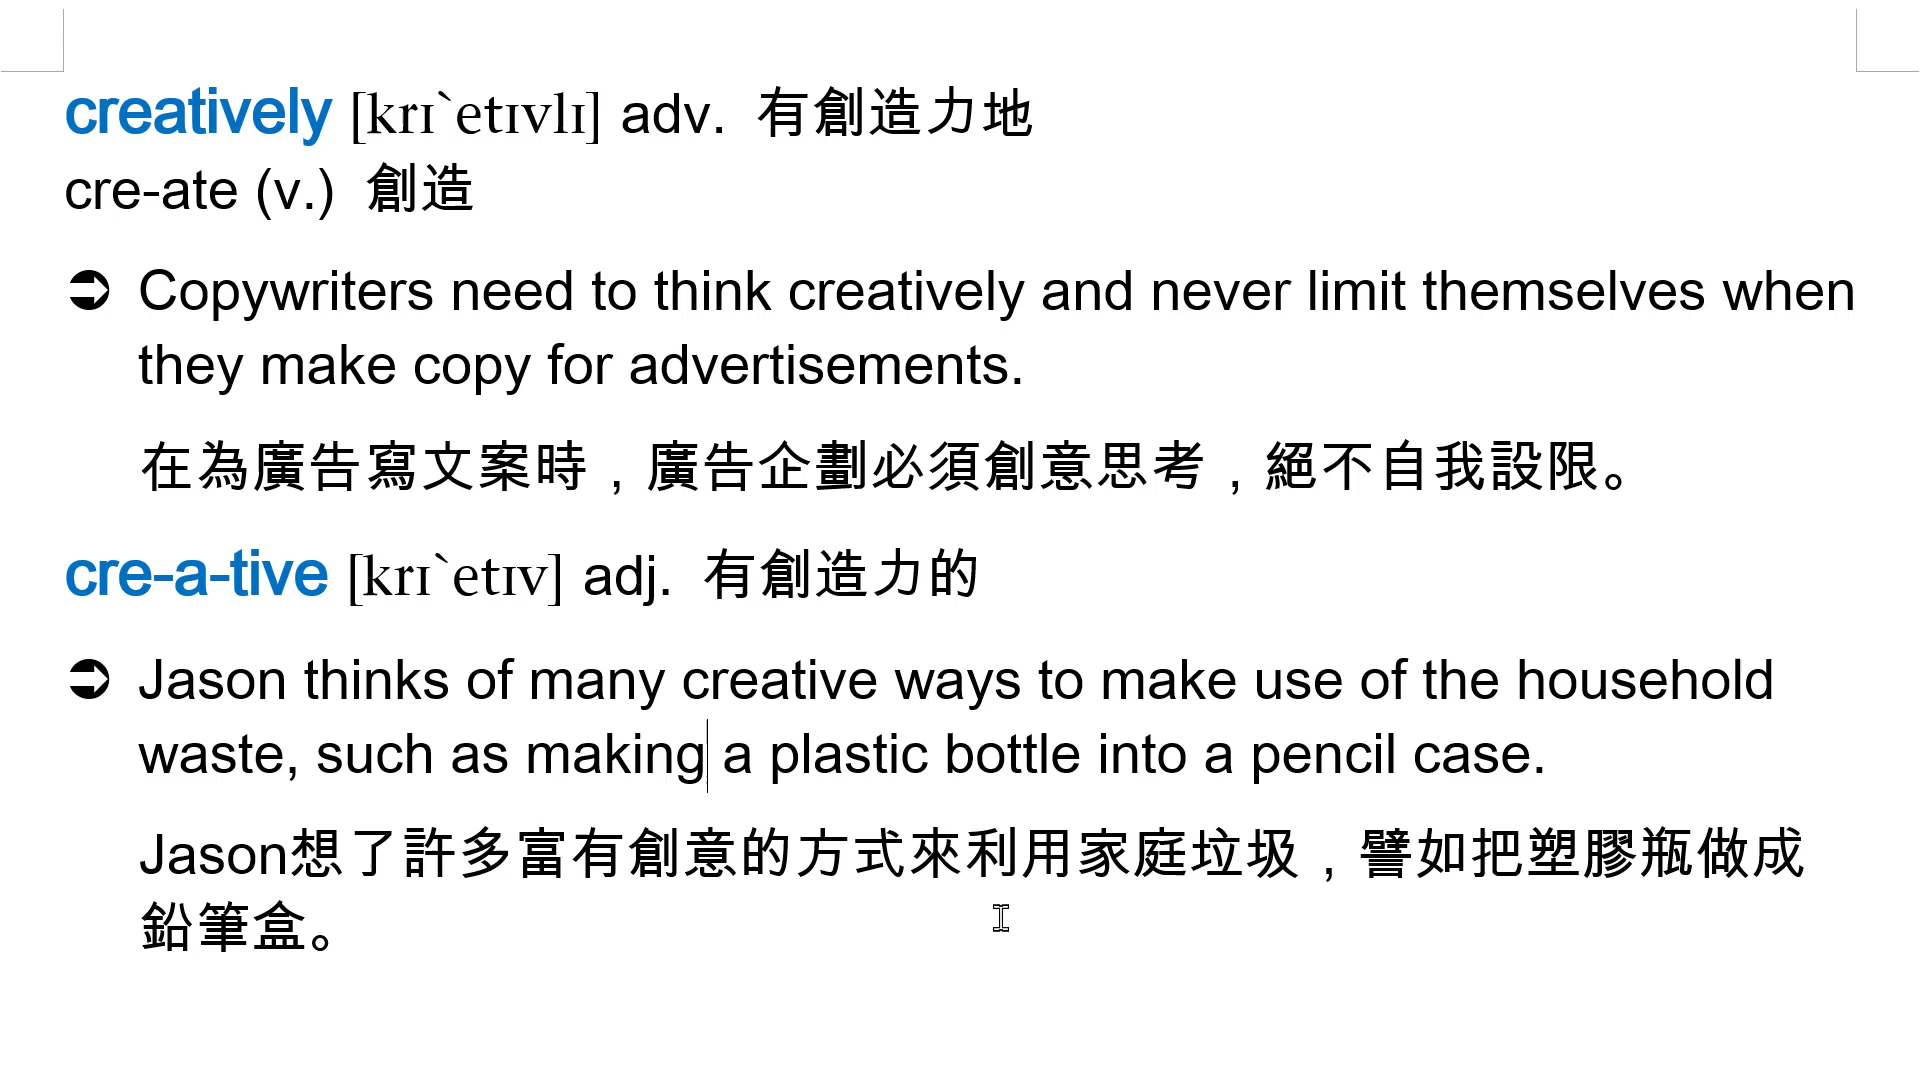 creatively [krɪˋetɪvlɪ] adv. 有創造力地
cre-ate (v.) 創造
➲ Copywriters need to think creatively and never limit themselves when
they make copy for advertisements.
在為廣告寫文案時，廣告企劃必須創意思考，絕不自我設限。
cre-a-tive [krɪˋetɪv] adj. 有創造力的
➲ Jason thinks of many creative ways to make use of the household
waste, such as making a plastic bottle into a pencil case.
Jason想了許多富有創意的方式來利用家庭垃圾，譬如把塑膠瓶做成
鉛筆盒。